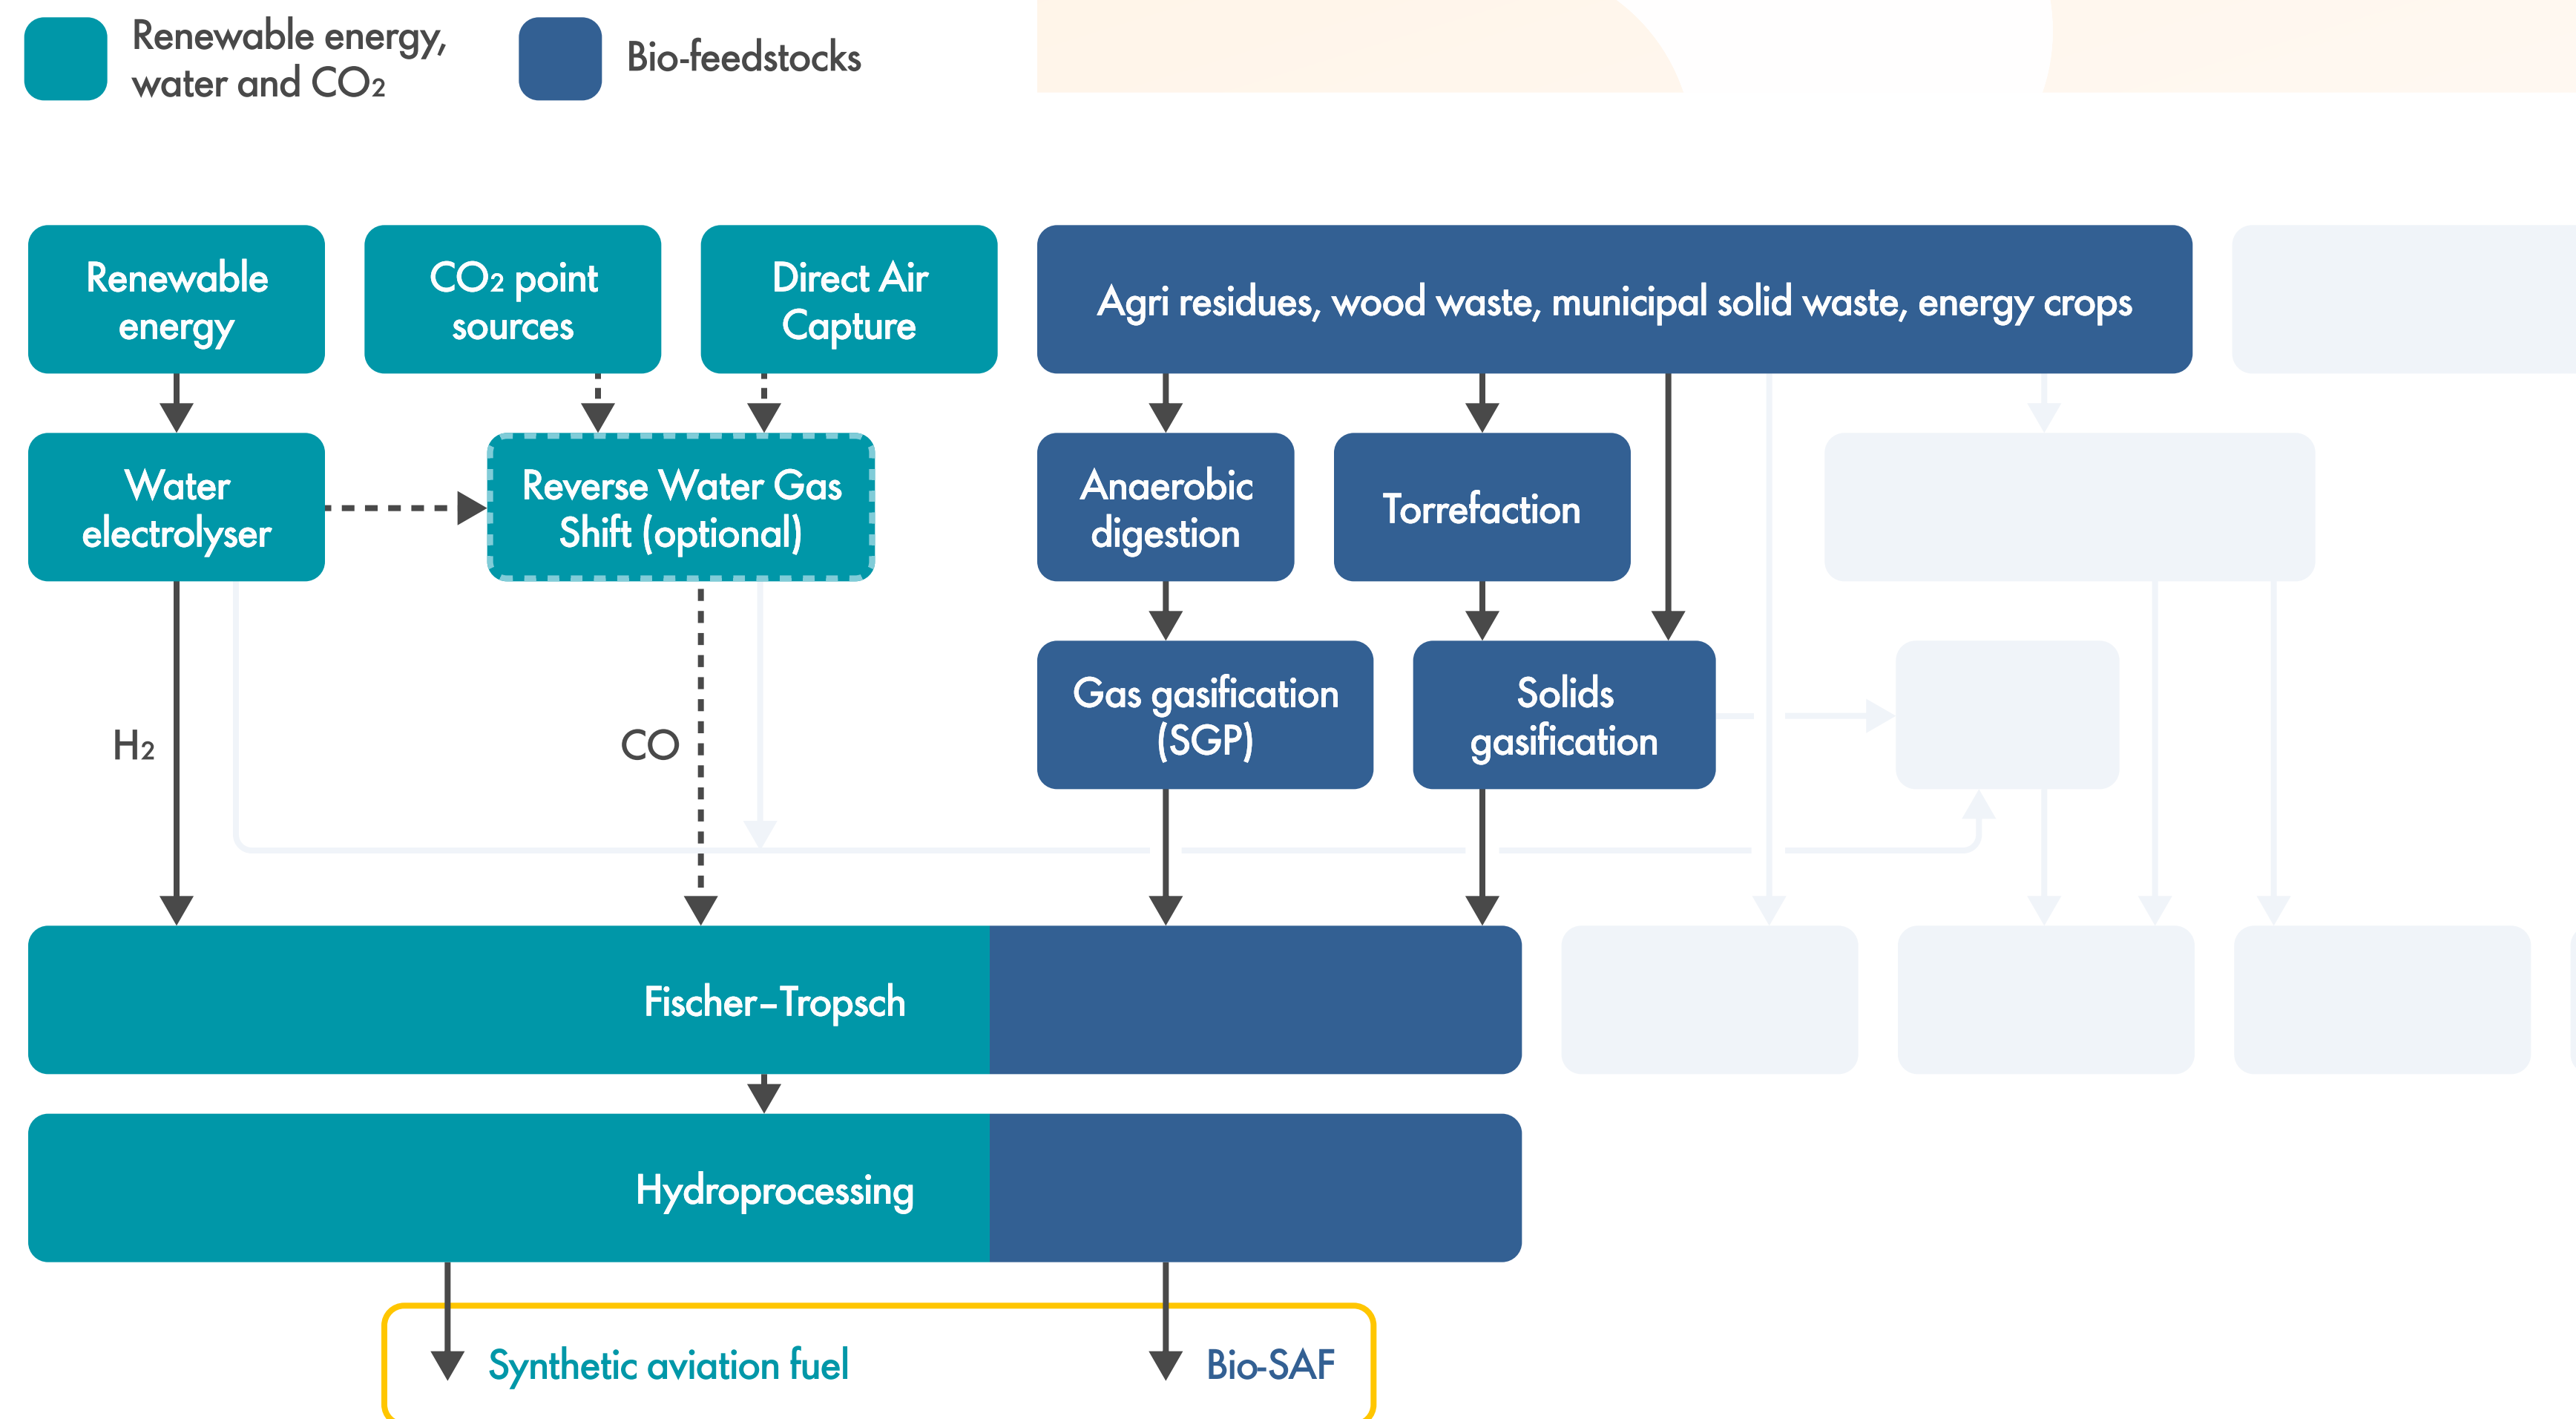 Renewable energy,
water and CO₂
Bio-feedstocks
Renewable
energy
CO₂ point
sources
Direct Air
Capture
Agri residues, wood waste, municipal solid waste, energy crops
Water
electrolyser
Reverse Water Gas
Shift (optional)
Anaerobic
digestion
Torrefaction
Gas gasification
(SGP)
Solids
gasification
H₂
CO
Fischer–Tropsch
Hydroprocessing
Synthetic aviation fuel
Bio-SAF